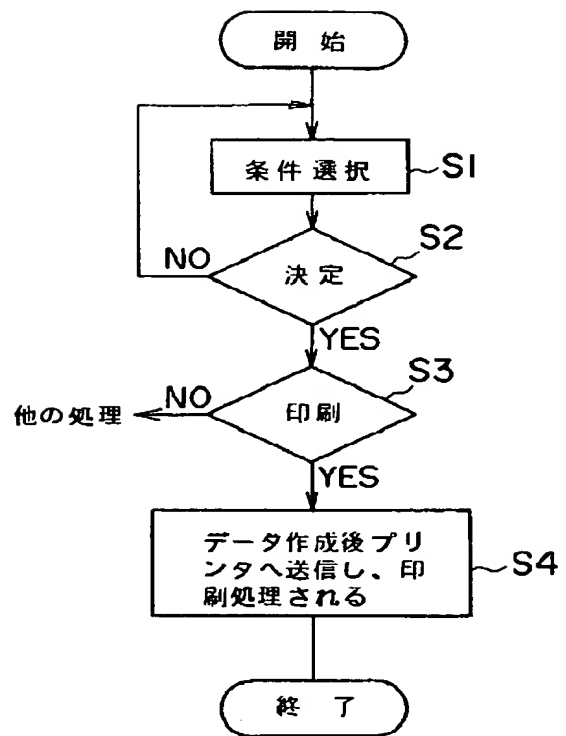 開始
条件選択
S1
決定
S2
NO
YES
印刷
S3
NO
他の処理
YES
データ作成後プリ
ンタへ送信し、印
刷処理される
S4
終了